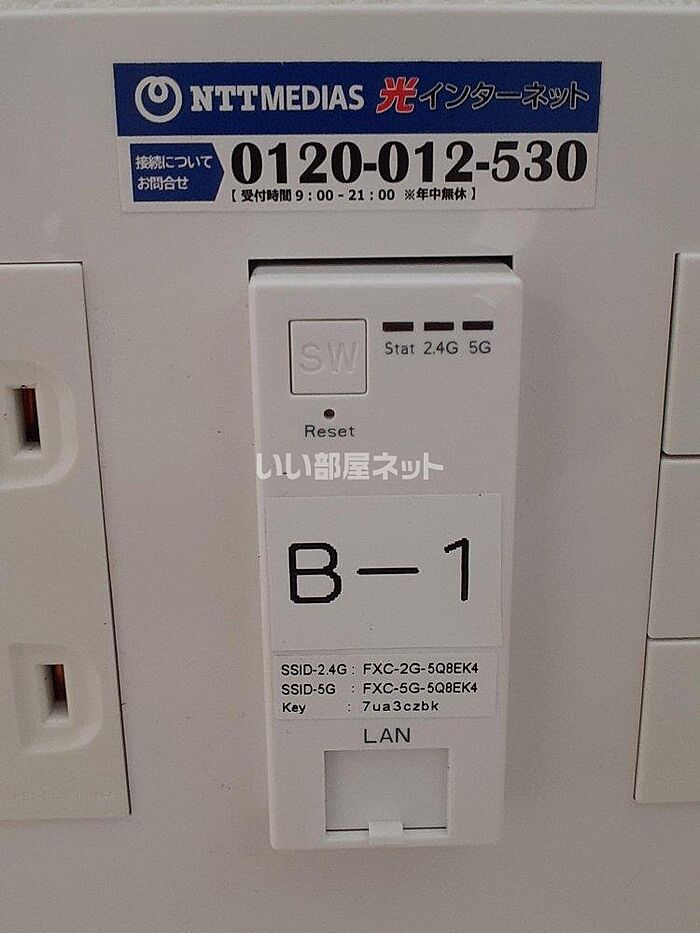 NTTMEDIAS 光インターネット
接続について
お問合せ
0120-012-530
【 受付時間 9:00 - 21:00 ※年中無休 】
SW
Stat 2.4G 5G
Reset
いい部屋ネット
B-1
SSID-2.4G : FXC-2G-5Q8EK4
SSID-5G : FXC-5G-5Q8EK4
Key : 7ua3czbk
LAN